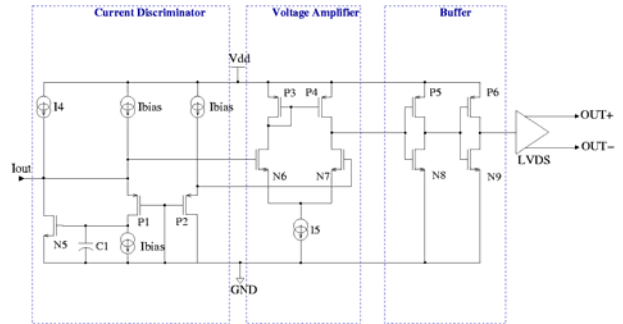 Current Discriminator
Voltage Amplifier
Buffer
Vdd
P3
P4
P5
P6
I4
Ibias
Ibias
OUT+
OUT−
LVDS
Iout
N6
N7
N8
N9
P1
P2
N5
C1
Ibias
I5
GND